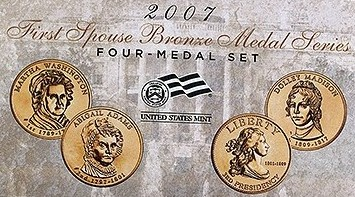 2007
First Spouse Bronze Medal Series
FOUR-MEDAL SET
MARTHA WASHINGTON
ABIGAIL ADAMS
UNITED STATES MINT
LIBERTY
1801-1809
3RD PRESIDENCY
DOLLEY MADISON
1809-1817